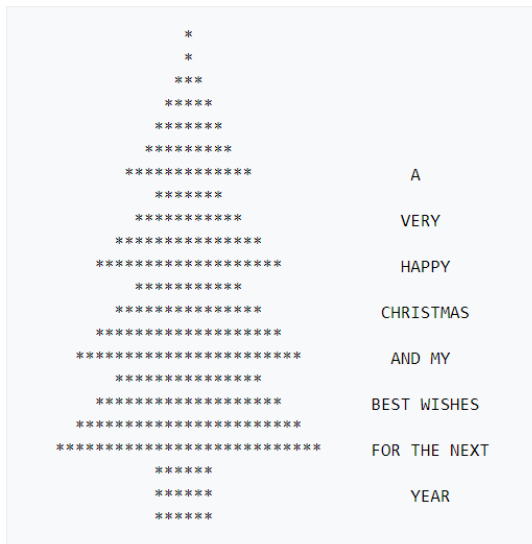 A
VERY
HAPPY
CHRISTMAS
AND MY
BEST WISHES
FOR THE NEXT
YEAR